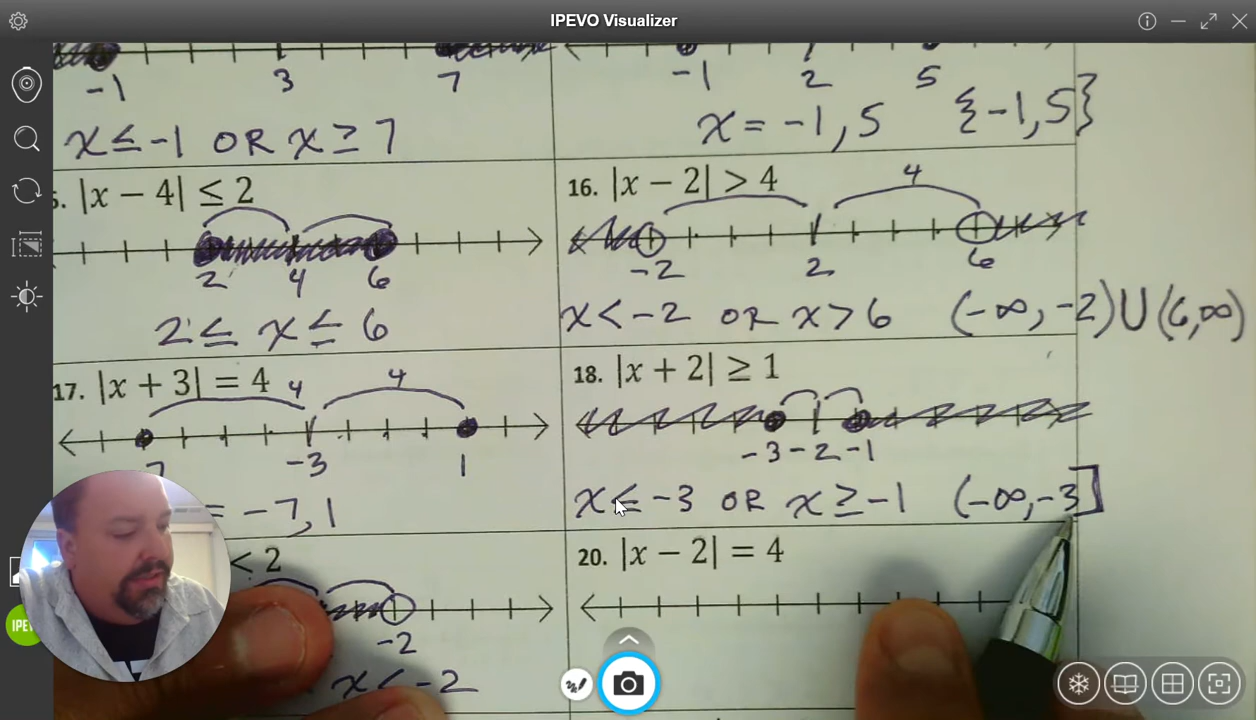 IPEVO Visualizer
-1 3 7
x ≤ -1 OR x ≥ 7
-1 2 5
x = -1, 5 {-1,5}
5. |x − 4| ≤ 2
2 4 6
2 ≤ x ≤ 6
16. |x − 2| > 4
4
-2 2 6
x < -2 OR x > 6 (-∞, -2) U (6, ∞)
17. |x + 3| = 4
4 4
-3 1
= -7, 1
18. |x + 2| ≥ 1
-3 -2 -1
x ≤ -3 OR x ≥ -1 (-∞, -3]
< 2
-2
x < -2
20. |x − 2| = 4
IPE